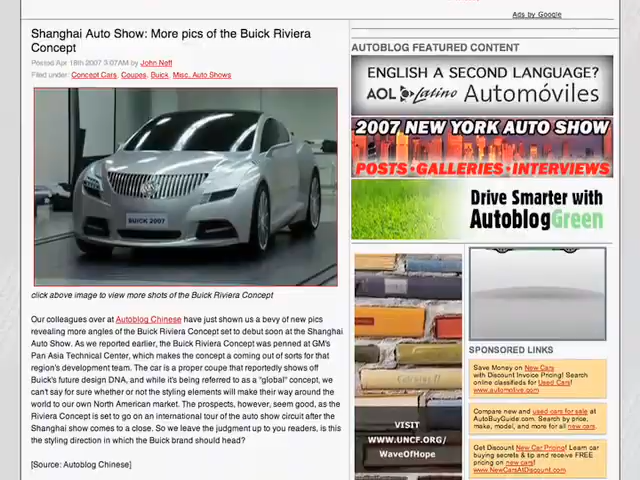 Ads by Google
Shanghai Auto Show: More pics of the Buick Riviera
Concept
Posted Apr 18th 2007 3:07AM by John Neff
Filed under: Concept Cars, Coupes, Buick, Misc. Auto Shows
BUICK 2007
click above image to view more shots of the Buick Riviera Concept
Our colleagues over at Autoblog Chinese have just shown us a bevy of new pics
revealing more angles of the Buick Riviera Concept set to debut soon at the Shanghai
Auto Show. As we reported earlier, the Buick Riviera Concept was penned at GM's
Pan Asia Technical Center, which makes the concept a coming out of sorts for that
region's development team. The car is a proper coupe that reportedly shows off
Buick's future design DNA, and while it's being referred to as a "global" concept, we
can't say for sure whether or not the styling elements will make their way around the
world to our own North American market. The prospects, however, seem good, as the
Riviera Concept is set to go on an international tour of the auto show circuit after the
Shanghai show comes to a close. So we leave the judgment up to you readers, is this
the styling direction in which the Buick brand should head?
[Source: Autoblog Chinese]
AUTOBLOG FEATURED CONTENT
ENGLISH A SECOND LANGUAGE?
AOL Latino Automóviles
2007 NEW YORK AUTO SHOW
POSTS · GALLERIES · INTERVIEWS
Drive Smarter with
AutoblogGreen
VISIT
WWW.UNCF.ORG/
WaveOfHope
SPONSORED LINKS
Save Money on New Cars
with Discount Invoice Pricing! Search
online classifieds for Used Cars!
www.automotive.com
Compare new and used cars for sale at
AutoBuyGuide.com. Search by price,
make, model, and more for all new cars.
Get Discount New Car Pricing! Learn car
buying secrets & tip and receive FREE
pricing on new cars!
www.NewCarsAtDiscount.com